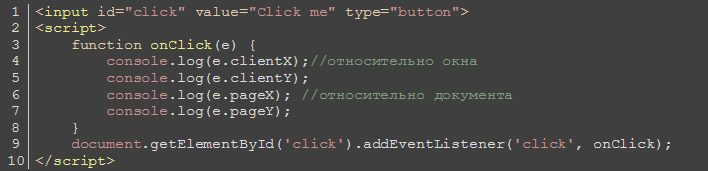 1 <input id="click" value="Click me" type="button">
2 <script>
3     function onClick(e) {
4         console.log(e.clientX);//относительно окна
5         console.log(e.clientY);
6         console.log(e.pageX); //относительно документа
7         console.log(e.pageY);
8     }
9     document.getElementById('click').addEventListener('click', onClick);
10 </script>